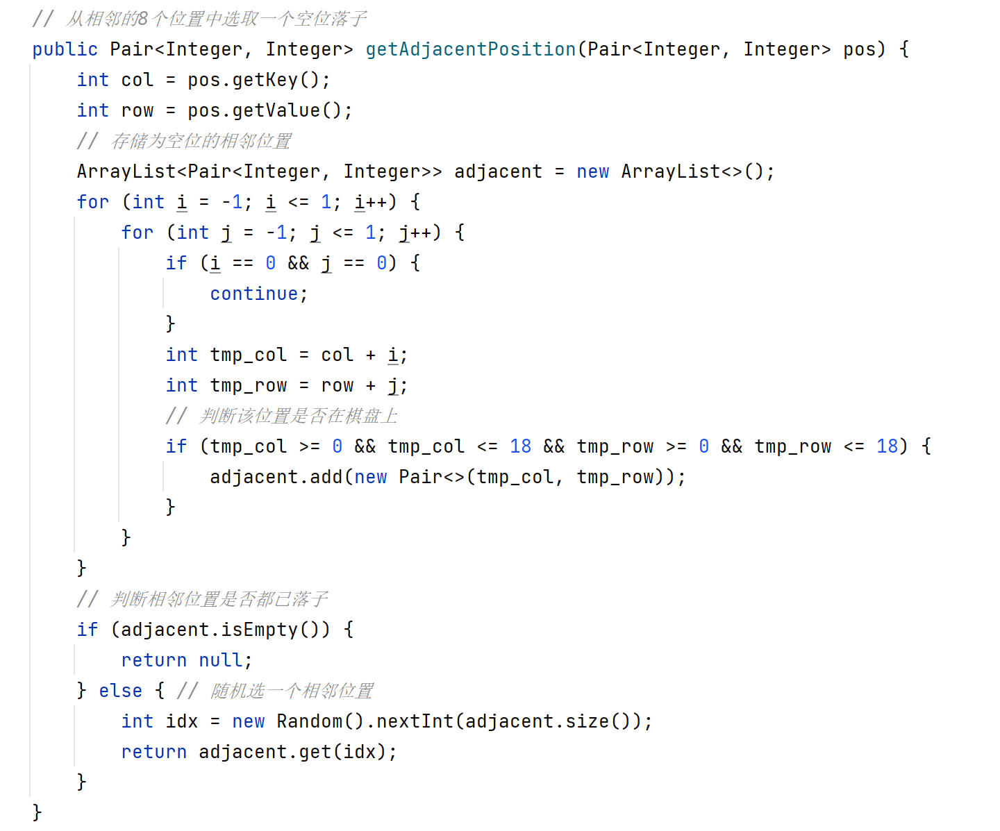 // 从相邻的8个位置中选取一个空位落子
public Pair<Integer, Integer> getAdjacentPosition(Pair<Integer, Integer> pos) {
    int col = pos.getKey();
    int row = pos.getValue();
    // 存储为空位的相邻位置
    ArrayList<Pair<Integer, Integer>> adjacent = new ArrayList<>();
    for (int i = -1; i <= 1; i++) {
        for (int j = -1; j <= 1; j++) {
            if (i == 0 && j == 0) {
                continue;
            }
            int tmp_col = col + i;
            int tmp_row = row + j;
            // 判断该位置是否在棋盘上
            if (tmp_col >= 0 && tmp_col <= 18 && tmp_row >= 0 && tmp_row <= 18) {
                adjacent.add(new Pair<>(tmp_col, tmp_row));
            }
        }
    }
    // 判断相邻位置是否都已落子
    if (adjacent.isEmpty()) {
        return null;
    } else { // 随机选一个相邻位置
        int idx = new Random().nextInt(adjacent.size());
        return adjacent.get(idx);
    }
}